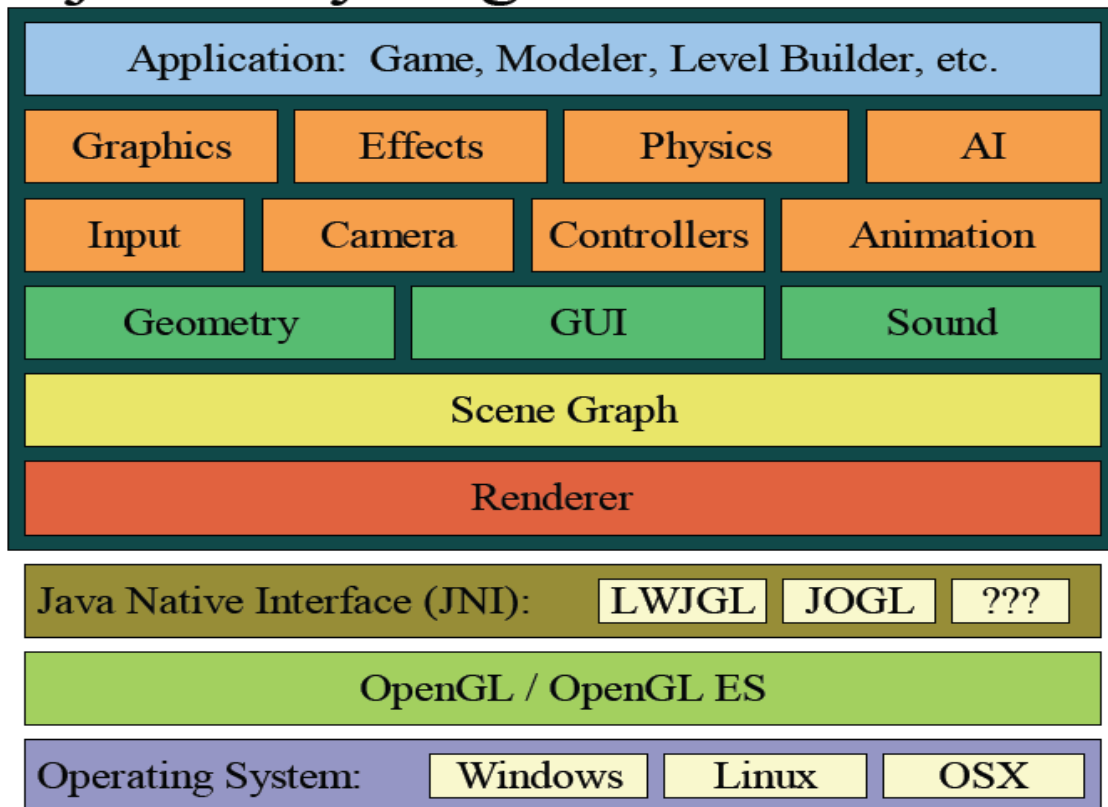 Application: Game, Modeler, Level Builder, etc.
Graphics Effects Physics AI
Input Camera Controllers Animation
Geometry GUI Sound
Scene Graph
Renderer
Java Native Interface (JNI): LWJGL JOGL ???
OpenGL / OpenGL ES
Operating System: Windows Linux OSX